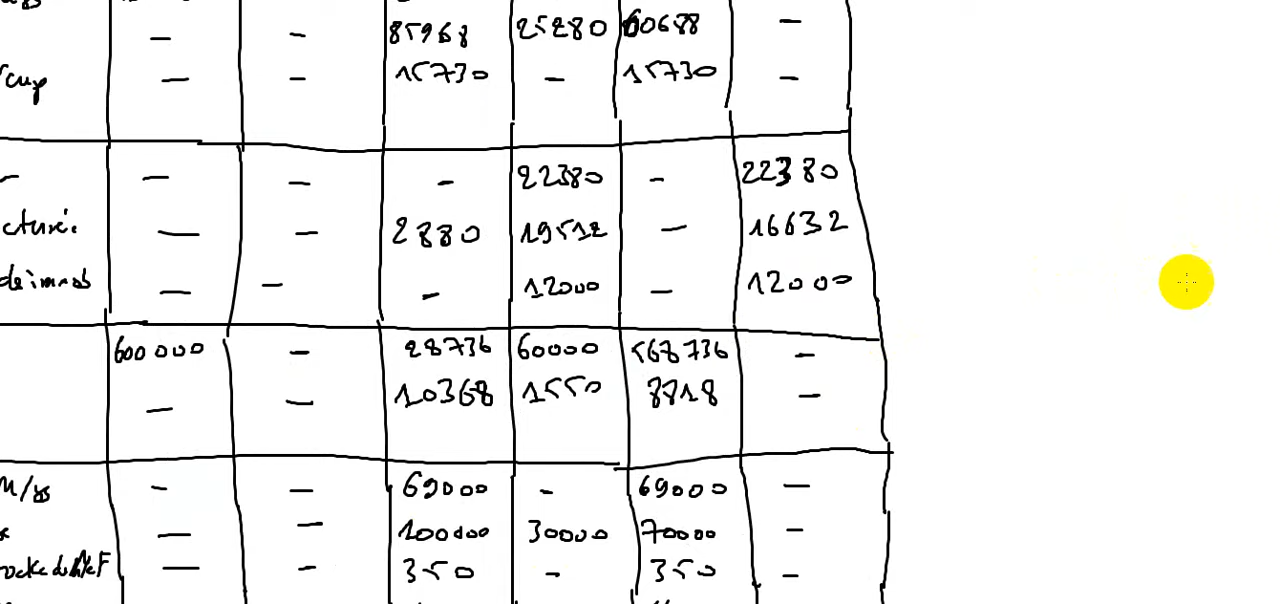 — — 85968 25280 60688 —
— — 15730 — 15730 —
— — — 22380 — 22380
— — 2880 19512 — 16632
— — — 12000 — 12000
600000 — 28736 60000 568736 —
— — 10368 1550 8818 —
M/ss — — 69000 — 69000 —
— — 100000 30000 70000 —
— — 350 — 350 —